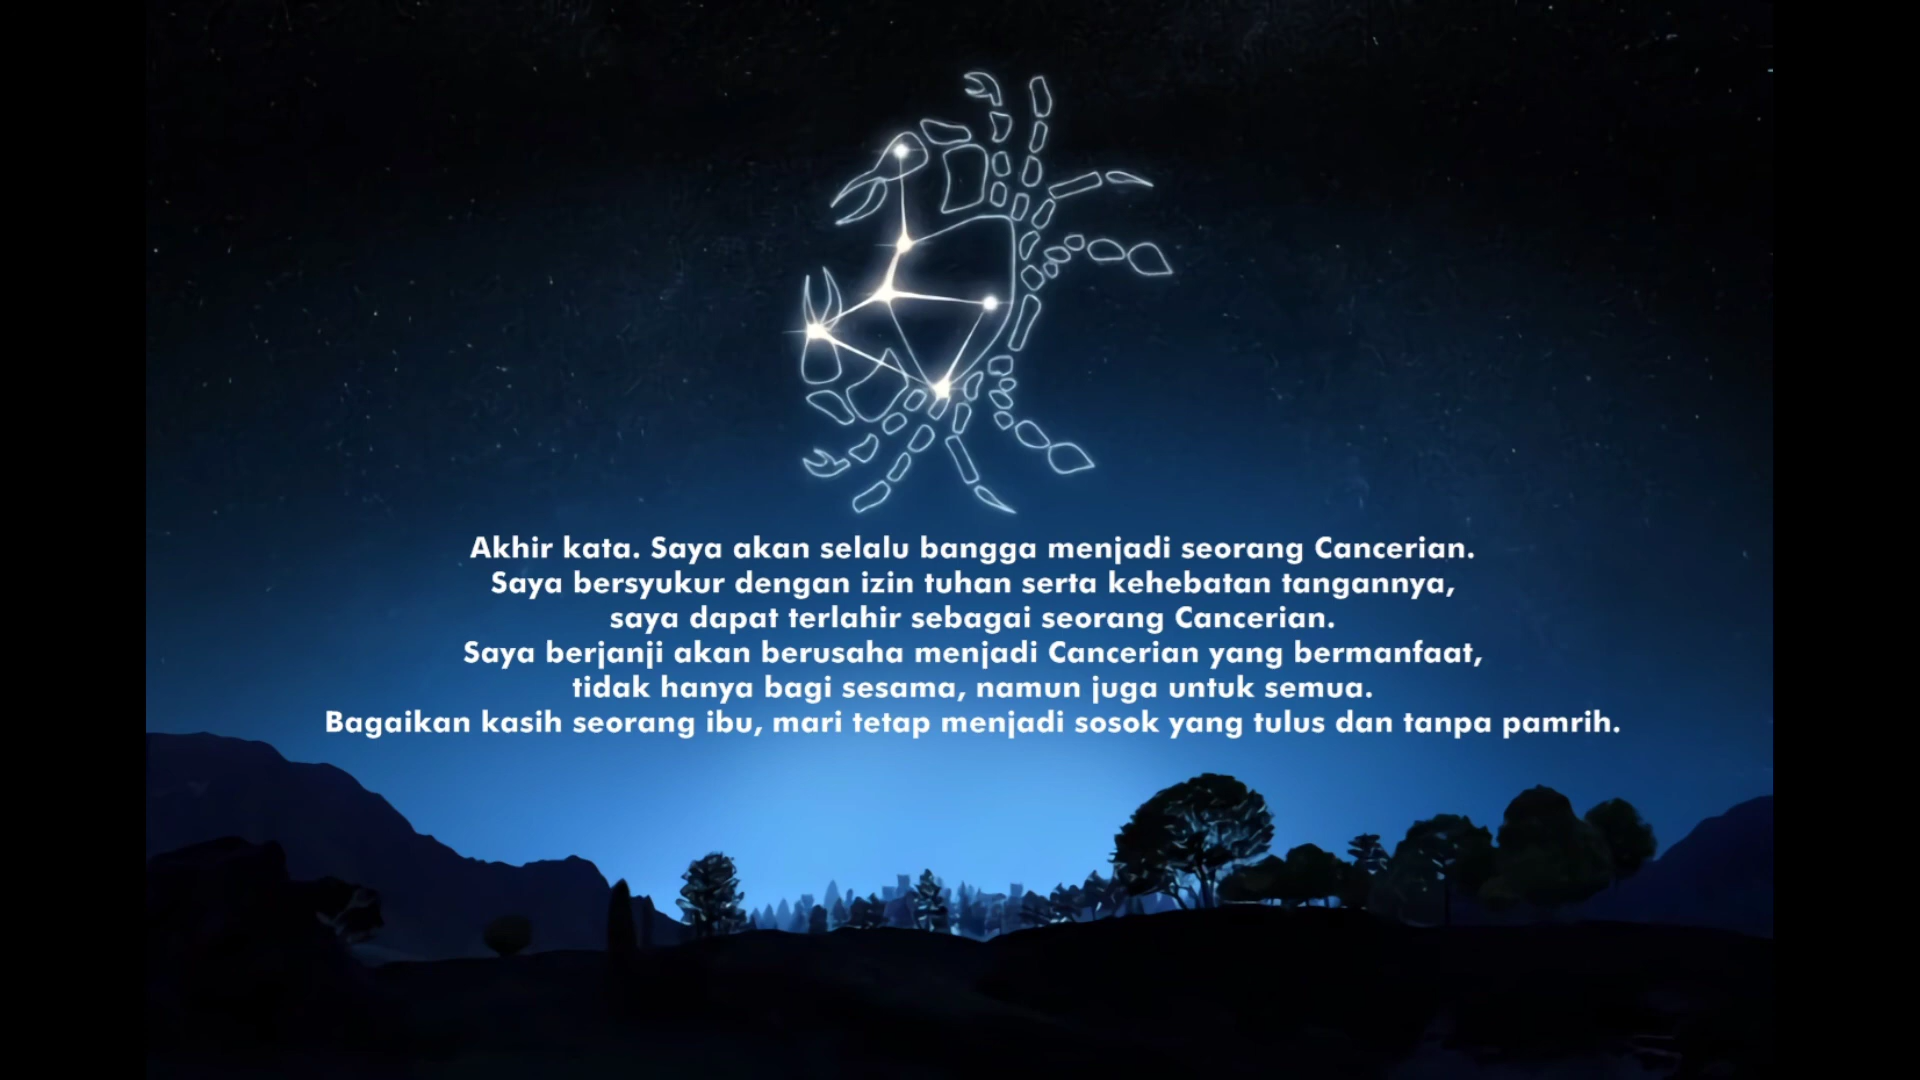 Akhir kata. Saya akan selalu bangga menjadi seorang Cancerian.
Saya bersyukur dengan izin tuhan serta kehebatan tangannya,
saya dapat terlahir sebagai seorang Cancerian.
Saya berjanji akan berusaha menjadi Cancerian yang bermanfaat,
tidak hanya bagi sesama, namun juga untuk semua.
Bagaikan kasih seorang ibu, mari tetap menjadi sosok yang tulus dan tanpa pamrih.